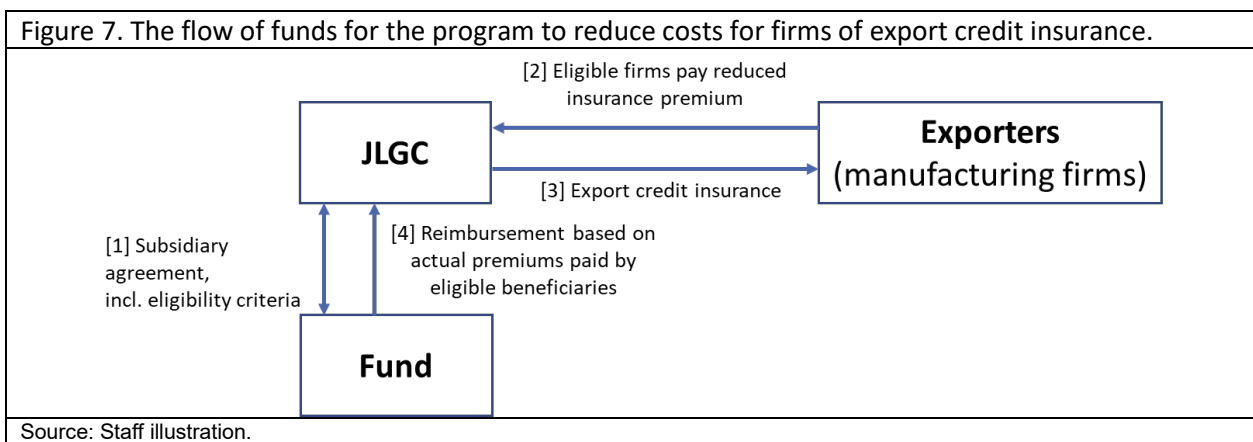 Figure 7. The flow of funds for the program to reduce costs for firms of export credit insurance.
[2] Eligible firms pay reduced
insurance premium
JLGC
Exporters
(manufacturing firms)
[3] Export credit insurance
[1] Subsidiary
agreement,
incl. eligibility criteria
[4] Reimbursement based on
actual premiums paid by
eligible beneficiaries
Fund
Source: Staff illustration.